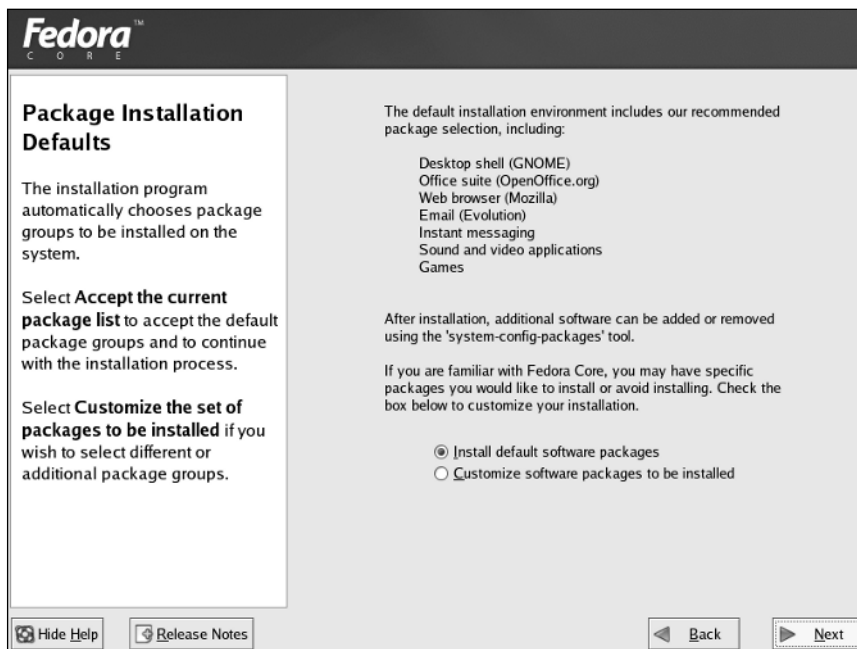 Fedora™
CORE
Package Installation
Defaults
The installation program
automatically chooses package
groups to be installed on the
system.
Select Accept the current
package list to accept the default
package groups and to continue
with the installation process.
Select Customize the set of
packages to be installed if you
wish to select different or
additional package groups.
The default installation environment includes our recommended
package selection, including:
Desktop shell (GNOME)
Office suite (OpenOffice.org)
Web browser (Mozilla)
Email (Evolution)
Instant messaging
Sound and video applications
Games
After installation, additional software can be added or removed
using the 'system-config-packages' tool.
If you are familiar with Fedora Core, you may have specific
packages you would like to install or avoid installing. Check the
box below to customize your installation.
Install default software packages
Customize software packages to be installed
Hide Help
Release Notes
Back
Next